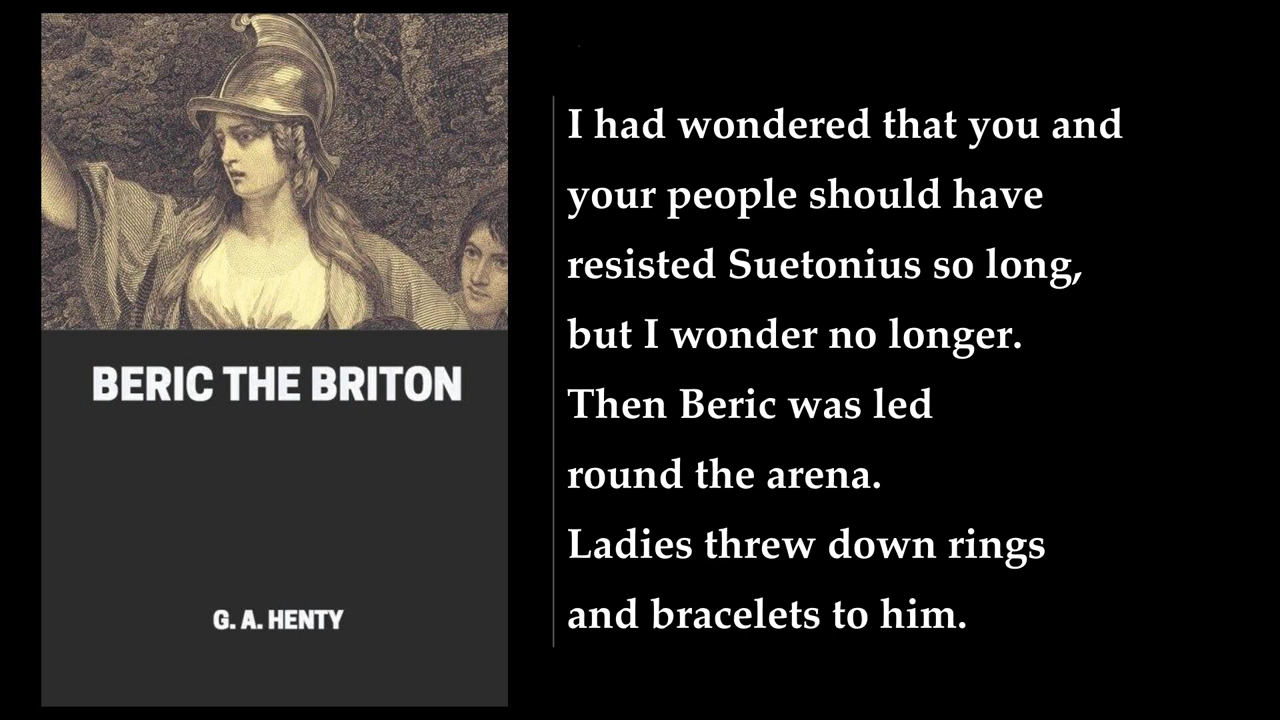 BERIC THE BRITON
G. A. HENTY
I had wondered that you and
your people should have
resisted Suetonius so long,
but I wonder no longer.
Then Beric was led
round the arena.
Ladies threw down rings
and bracelets to him.